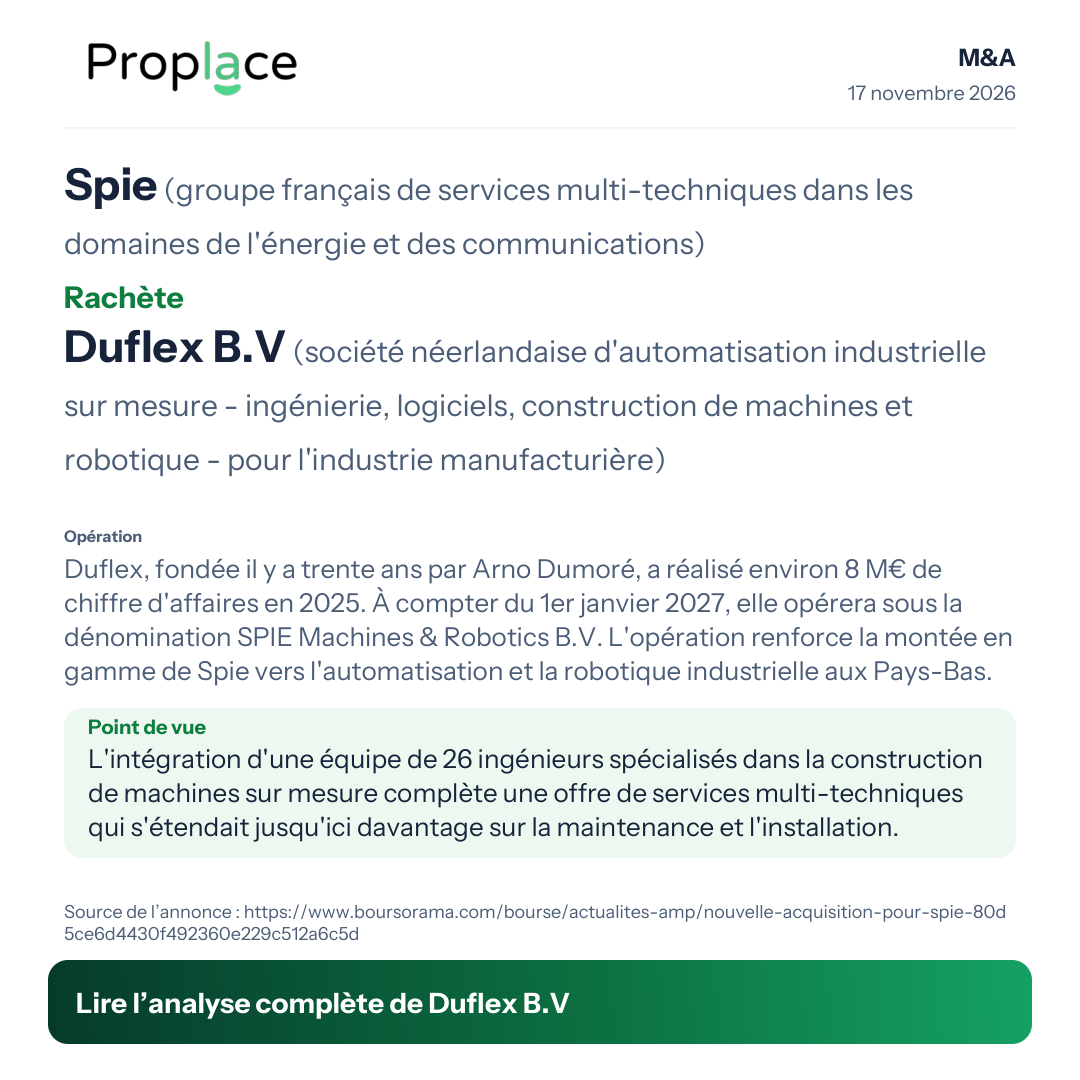 Proplace
M&A
17 novembre 2026
Spie (groupe français de services multi-techniques dans les
domaines de l'énergie et des communications)
Rachète
Duflex B.V (société néerlandaise d'automatisation industrielle
sur mesure - ingénierie, logiciels, construction de machines et
robotique - pour l'industrie manufacturière)
Opération
Duflex, fondée il y a trente ans par Arno Dumoré, a réalisé environ 8 M€ de
chiffre d'affaires en 2025. À compter du 1er janvier 2027, elle opérera sous la
dénomination SPIE Machines & Robotics B.V. L'opération renforce la montée en
gamme de Spie vers l'automatisation et la robotique industrielle aux Pays-Bas.
Point de vue
L'intégration d'une équipe de 26 ingénieurs spécialisés dans la construction
de machines sur mesure complète une offre de services multi-techniques
qui s'étendait jusqu'ici davantage sur la maintenance et l'installation.
Source de l’annonce : https://www.boursorama.com/bourse/actualites-amp/nouvelle-acquisition-pour-spie-80d
5ce6d4430f492360e229c512a6c5d
Lire l’analyse complète de Duflex B.V